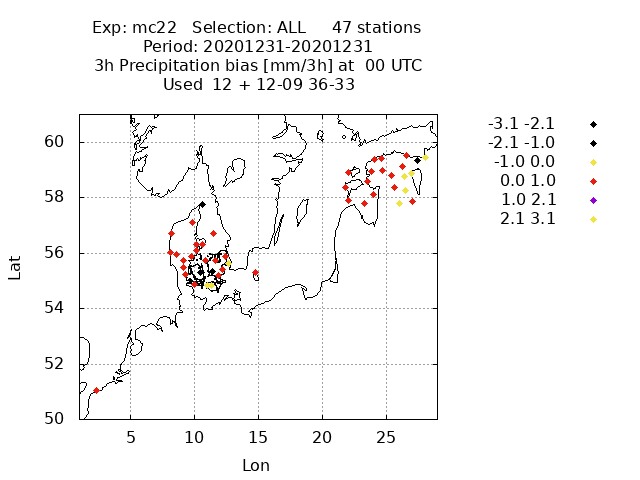 Exp: mc22 Selection: ALL 47 stations
Period: 20201231-20201231
3h Precipitation bias [mm/3h] at 00 UTC
Used 12 + 12-09 36-33
-3.1 -2.1
-2.1 -1.0
-1.0 0.0
0.0 1.0
1.0 2.1
2.1 3.1
60
58
56
54
52
50
Lat
5 10 15 20 25
Lon